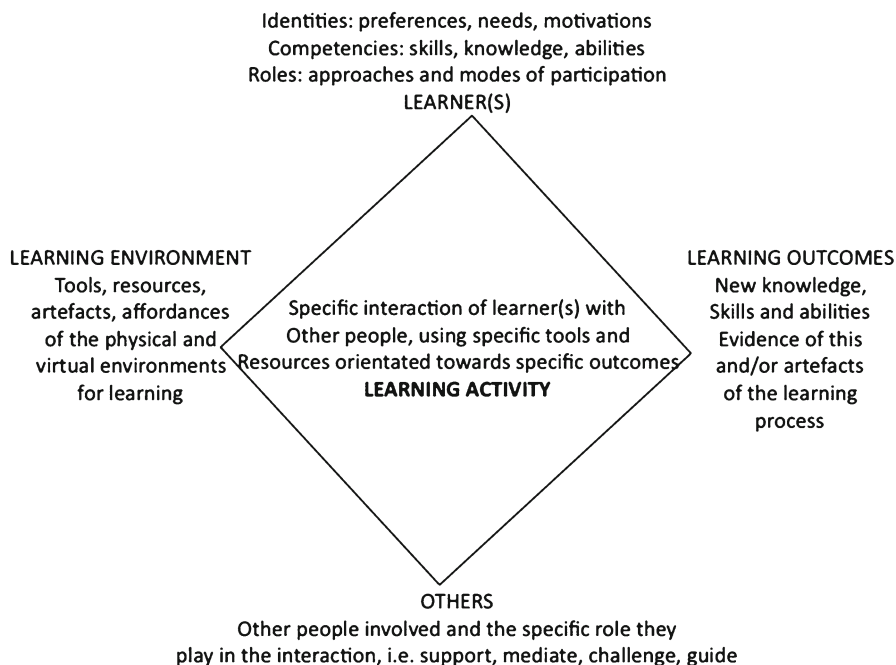 Identities: preferences, needs, motivations
Competencies: skills, knowledge, abilities
Roles: approaches and modes of participation
LEARNER(S)
LEARNING ENVIRONMENT
Tools, resources,
artefacts, affordances
of the physical and
virtual environments
for learning
Specific interaction of learner(s) with
Other people, using specific tools and
Resources orientated towards specific outcomes
LEARNING ACTIVITY
LEARNING OUTCOMES
New knowledge,
Skills and abilities
Evidence of this
and/or artefacts
of the learning
process
OTHERS
Other people involved and the specific role they
play in the interaction, i.e. support, mediate, challenge, guide